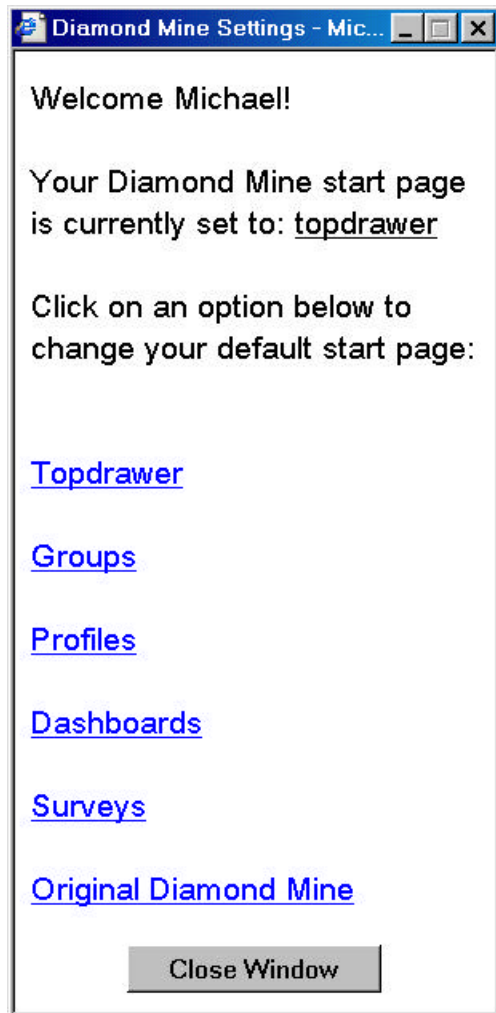 Diamond Mine Settings - Mic...
Welcome Michael!
Your Diamond Mine start page
is currently set to: topdrawer
Click on an option below to
change your default start page:
Topdrawer
Groups
Profiles
Dashboards
Surveys
Original Diamond Mine
Close Window